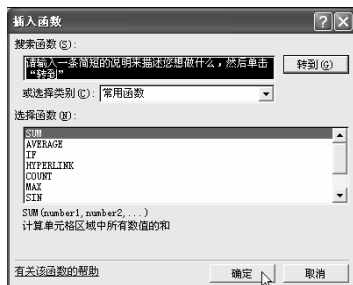 插入函数
搜索函数(S):
请输入一条简短的说明来描述您想做什么，然后单击
“转到”
转到(G)
或选择类别(C): 常用函数
选择函数(N):
SUM
AVERAGE
IF
HYPERLINK
COUNT
MAX
SIN
SUM(number1,number2,...)
计算单元格区域中所有数值的和
有关该函数的帮助
确定
取消